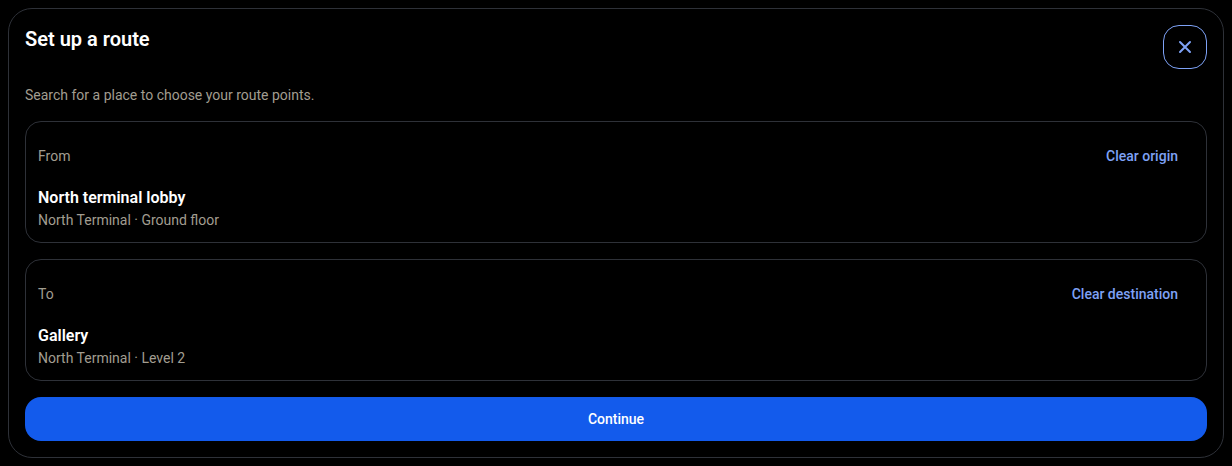 Set up a route
Search for a place to choose your route points.
From
Clear origin
North terminal lobby
North Terminal · Ground floor
To
Clear destination
Gallery
North Terminal · Level 2
Continue